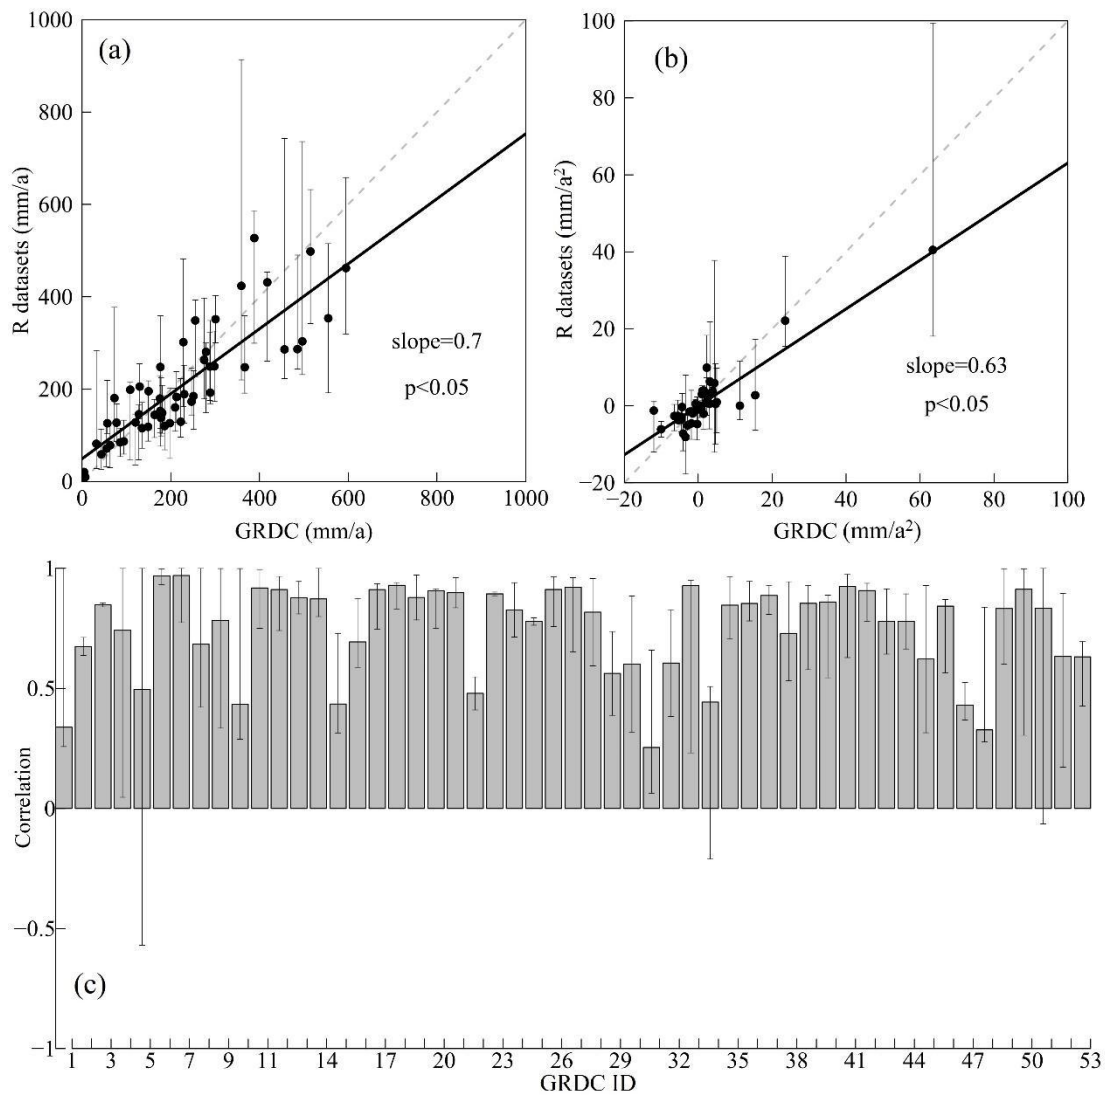 (a)
1000
800
600
400
200
0
R datasets (mm/a)
slope=0.7
p<0.05
0 200 400 600 800 1000
GRDC (mm/a)
(b)
100
80
60
40
20
0
−20
R datasets (mm/a²)
slope=0.63
p<0.05
−20 0 20 40 60 80 100
GRDC (mm/a²)
1
0.5
0
−0.5
−1
Correlation
(c)
1 3 5 7 9 11 14 17 20 23 26 29 32 35 38 41 44 47 50 53
GRDC ID